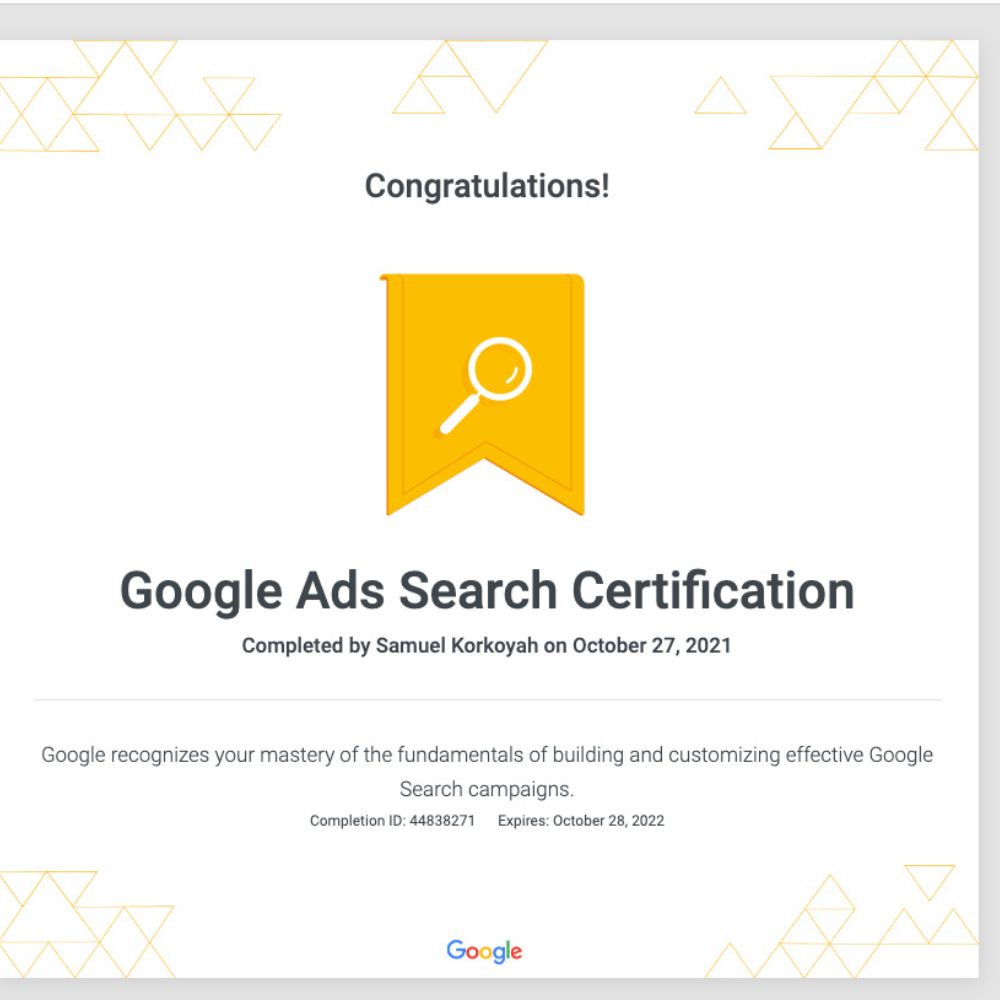 Congratulations!
Google Ads Search Certification
Completed by Samuel Korkoyah on October 27, 2021
Google recognizes your mastery of the fundamentals of building and customizing effective Google
Search campaigns.
Completion ID: 44838271 Expires: October 28, 2022
Google